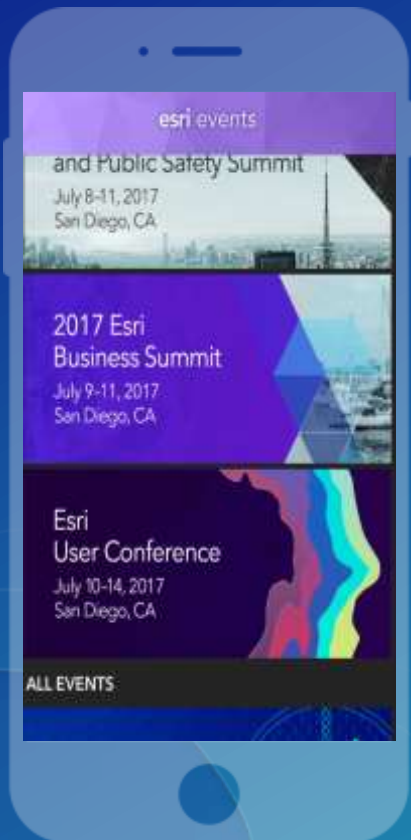 esri events
and Public Safety Summit
July 8-11, 2017
San Diego, CA
2017 Esri
Business Summit
July 9-11, 2017
San Diego, CA
Esri
User Conference
July 10-14, 2017
San Diego, CA
ALL EVENTS